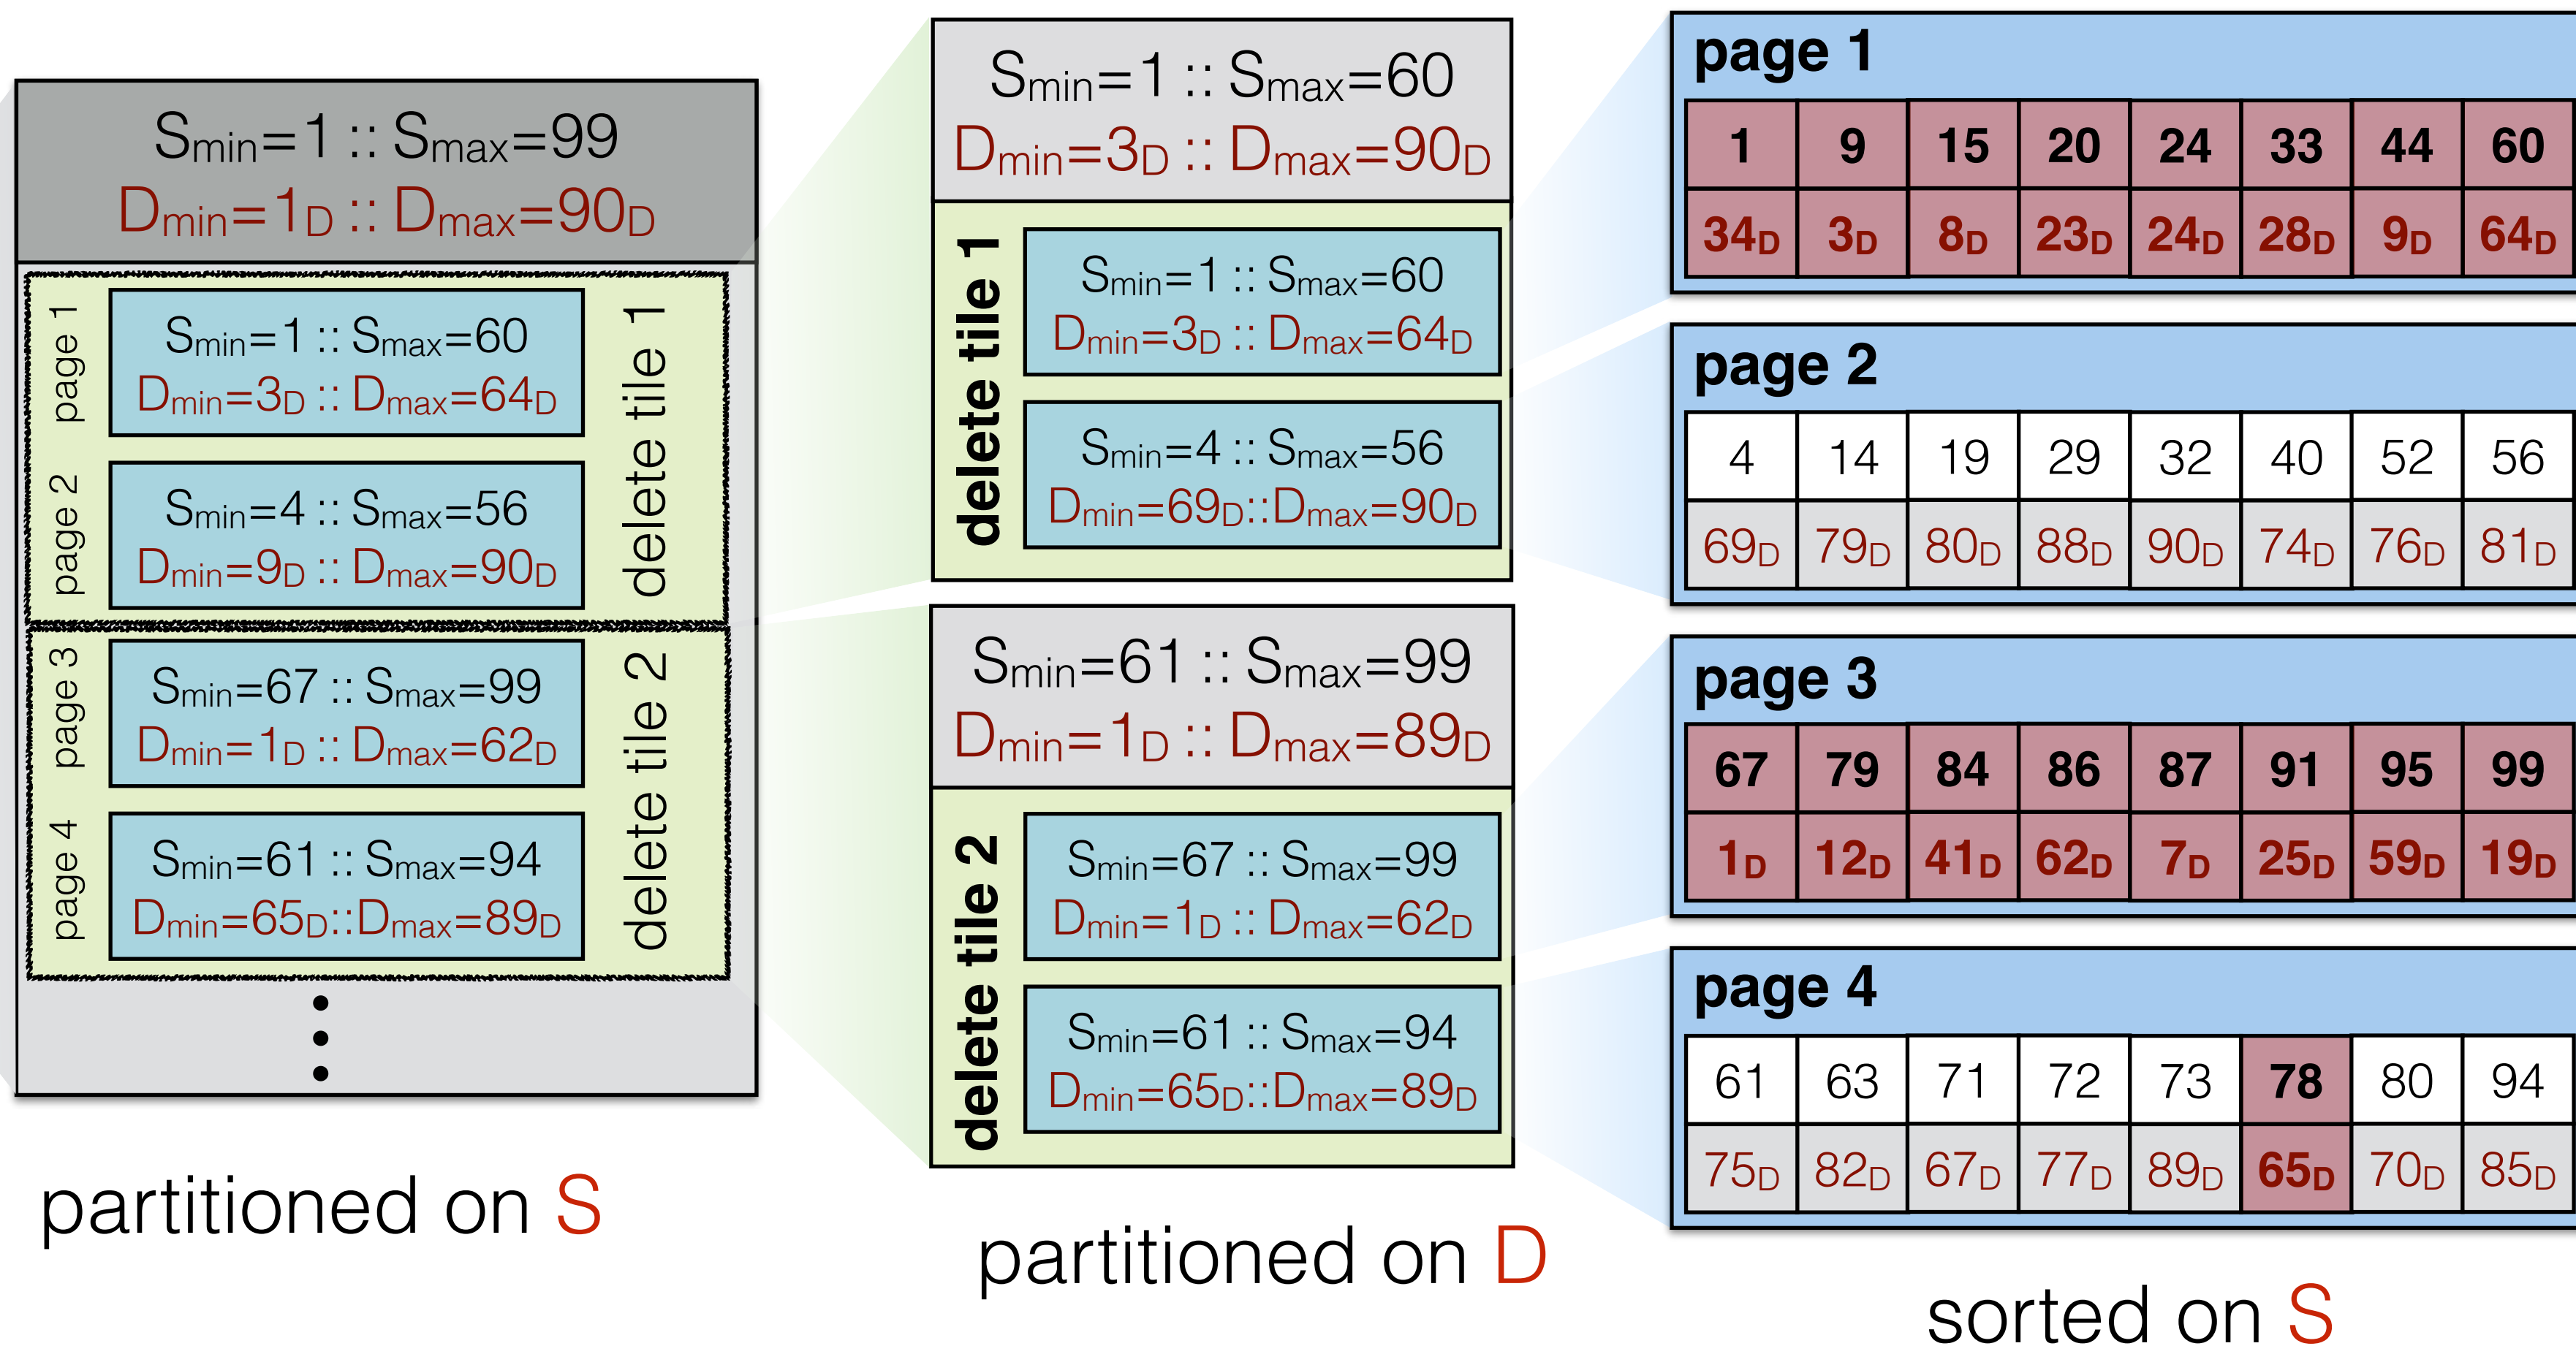 Smin=1 :: Smax=99
Dmin=1D :: Dmax=90D
page 1
Smin=1 :: Smax=60
Dmin=3D :: Dmax=64D
page 2
Smin=4 :: Smax=56
Dmin=9D :: Dmax=90D
delete tile 1
page 3
Smin=67 :: Smax=99
Dmin=1D :: Dmax=62D
page 4
Smin=61 :: Smax=94
Dmin=65D::Dmax=89D
delete tile 2
partitioned on S
Smin=1 :: Smax=60
Dmin=3D :: Dmax=90D
delete tile 1
Smin=1 :: Smax=60
Dmin=3D :: Dmax=64D
Smin=4 :: Smax=56
Dmin=69D::Dmax=90D
Smin=61 :: Smax=99
Dmin=1D :: Dmax=89D
delete tile 2
Smin=67 :: Smax=99
Dmin=1D :: Dmax=62D
Smin=61 :: Smax=94
Dmin=65D::Dmax=89D
partitioned on D
page 1
1 9 15 20 24 33 44 60
34D 3D 8D 23D 24D 28D 9D 64D
page 2
4 14 19 29 32 40 52 56
69D 79D 80D 88D 90D 74D 76D 81D
page 3
67 79 84 86 87 91 95 99
1D 12D 41D 62D 7D 25D 59D 19D
page 4
61 63 71 72 73 78 80 94
75D 82D 67D 77D 89D 65D 70D 85D
sorted on S